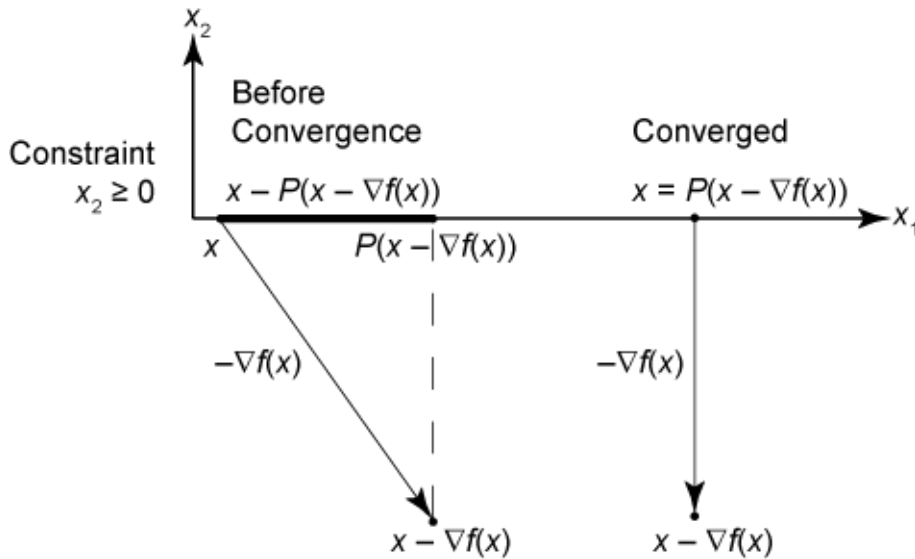 x₂
Before
Convergence
Converged
Constraint
x₂ ≥ 0
x – P(x – ∇f(x))
x = P(x – ∇f(x))
x₁
x
P(x – ∇f(x))
–∇f(x)
–∇f(x)
x – ∇f(x)
x – ∇f(x)